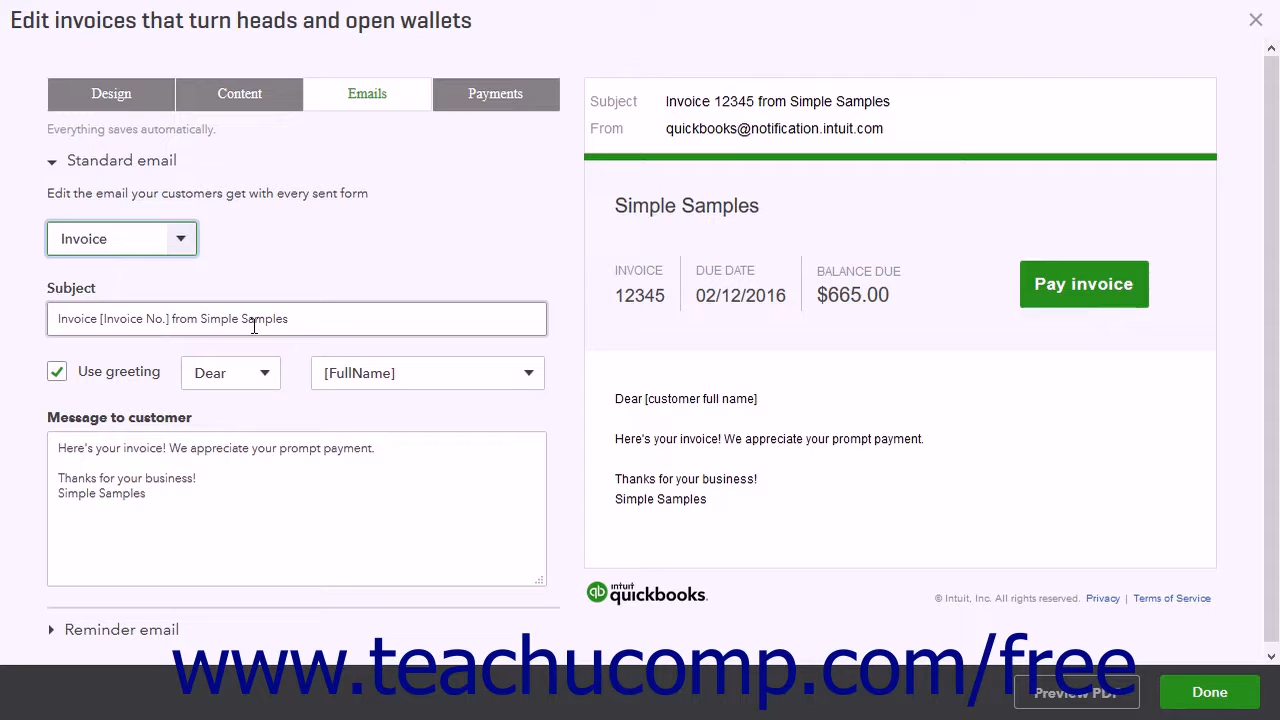 Edit invoices that turn heads and open wallets
Design
Content
Emails
Payments
Everything saves automatically.
Standard email
Edit the email your customers get with every sent form
Invoice
Subject
Invoice [Invoice No.] from Simple Samples
Use greeting
Dear
[FullName]
Message to customer
Here's your invoice! We appreciate your prompt payment.
Thanks for your business!
Simple Samples
Reminder email
Subject Invoice 12345 from Simple Samples
From quickbooks@notification.intuit.com
Simple Samples
INVOICE
12345
DUE DATE
02/12/2016
BALANCE DUE
$665.00
Pay invoice
Dear [customer full name]
Here's your invoice! We appreciate your prompt payment.
Thanks for your business!
Simple Samples
qb intuit quickbooks.
© Intuit, Inc. All rights reserved. Privacy | Terms of Service
www.teachucomp.com/free
Preview PDF
Done